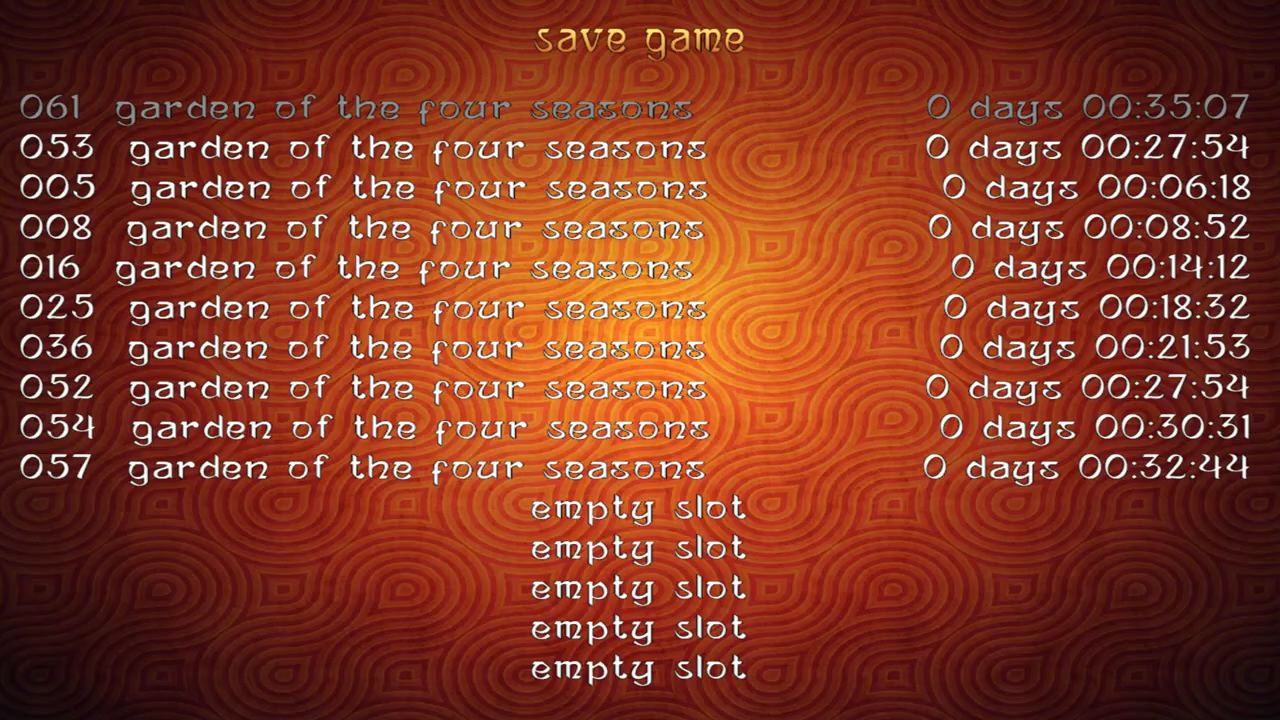 save game
061 garden of the four seasons 0 days 00:35:07
053 garden of the four seasons 0 days 00:27:54
005 garden of the four seasons 0 days 00:06:18
008 garden of the four seasons 0 days 00:08:52
016 garden of the four seasons 0 days 00:14:12
025 garden of the four seasons 0 days 00:18:32
036 garden of the four seasons 0 days 00:21:53
052 garden of the four seasons 0 days 00:27:54
054 garden of the four seasons 0 days 00:30:31
057 garden of the four seasons 0 days 00:32:44
empty slot
empty slot
empty slot
empty slot
empty slot